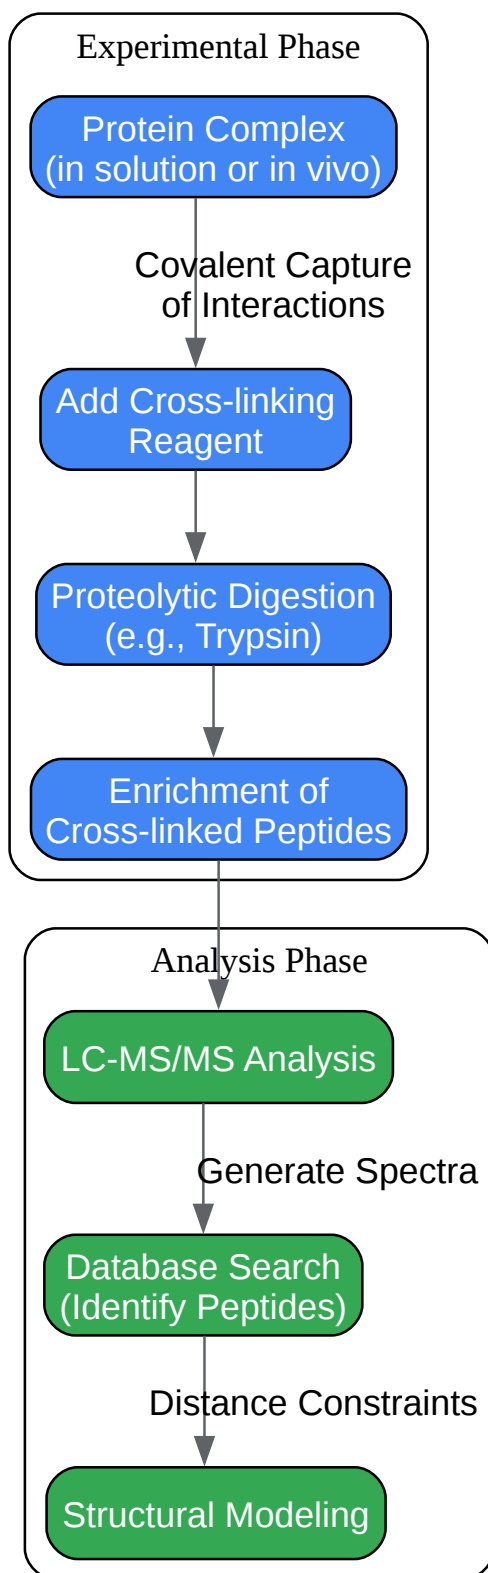 Experimental Phase
Protein Complex
(in solution or in vivo)
Covalent Capture
of Interactions
Add Cross-linking
Reagent
Proteolytic Digestion
(e.g., Trypsin)
Enrichment of
Cross-linked Peptides
Analysis Phase
LC-MS/MS Analysis
Generate Spectra
Database Search
(Identify Peptides)
Distance Constraints
Structural Modeling